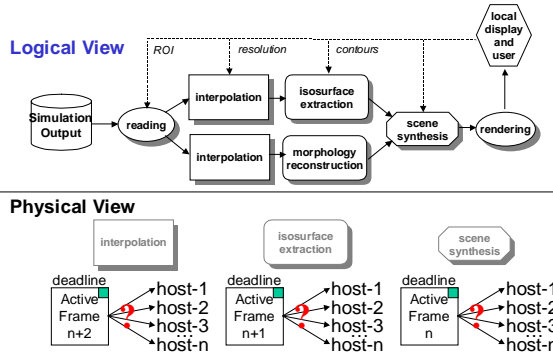 Logical View
ROI
resolution
contours
local
display
and
user
Simulation
Output
reading
interpolation
isosurface
extraction
interpolation
morphology
reconstruction
scene
synthesis
rendering
Physical View
interpolation
deadline
Active
Frame
n+2
?
host-1
host-2
host-3
...
host-n
isosurface
extraction
deadline
Active
Frame
n+1
?
host-1
host-2
host-3
...
host-n
scene
synthesis
deadline
Active
Frame
n
?
host-1
host-2
host-3
...
host-n